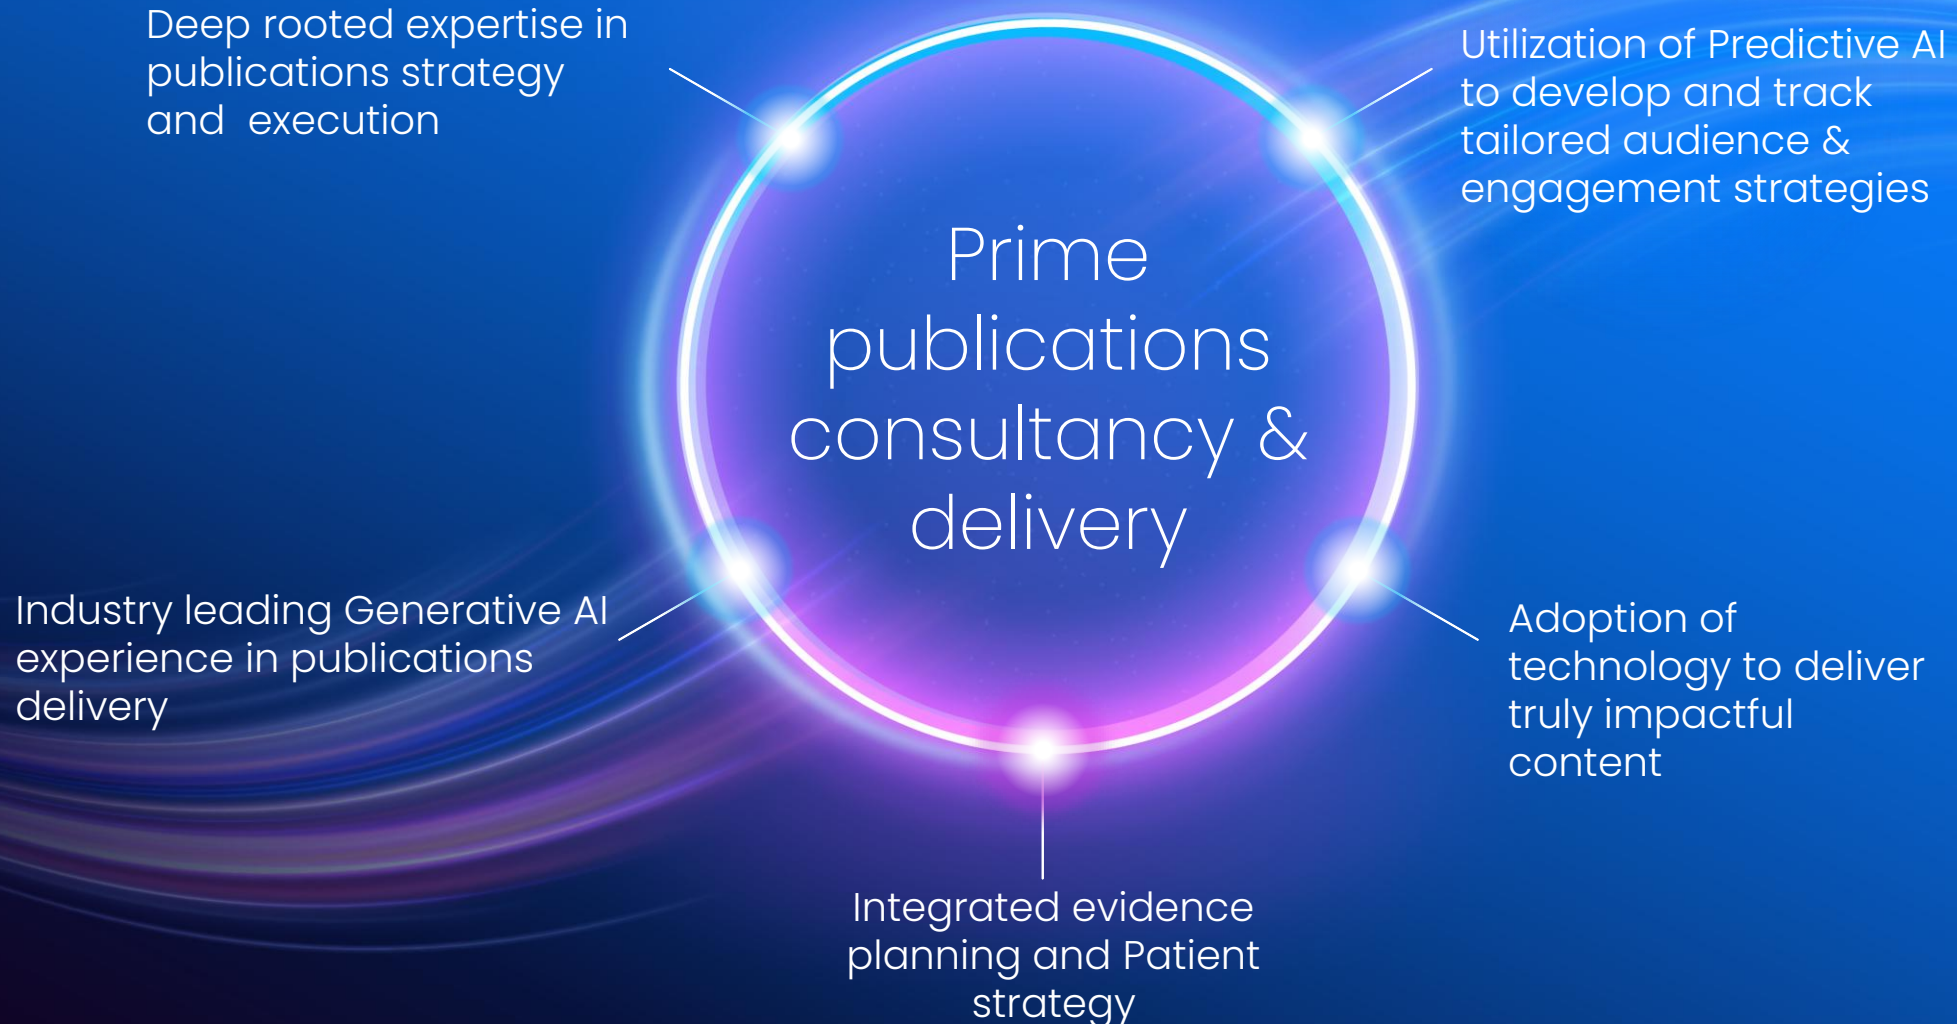 Deep rooted expertise in
publications strategy
and  execution
Utilization of Predictive AI
to develop and track
tailored audience &
engagement strategies
Prime
publications
consultancy &
delivery
Industry leading Generative AI
experience in publications
delivery
Adoption of
technology to deliver
truly impactful
content
Integrated evidence
planning and Patient
strategy